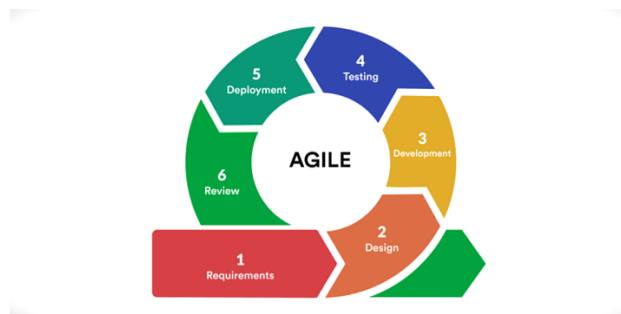 AGILE
1
Requirements
2
Design
3
Development
4
Testing
5
Deployment
6
Review